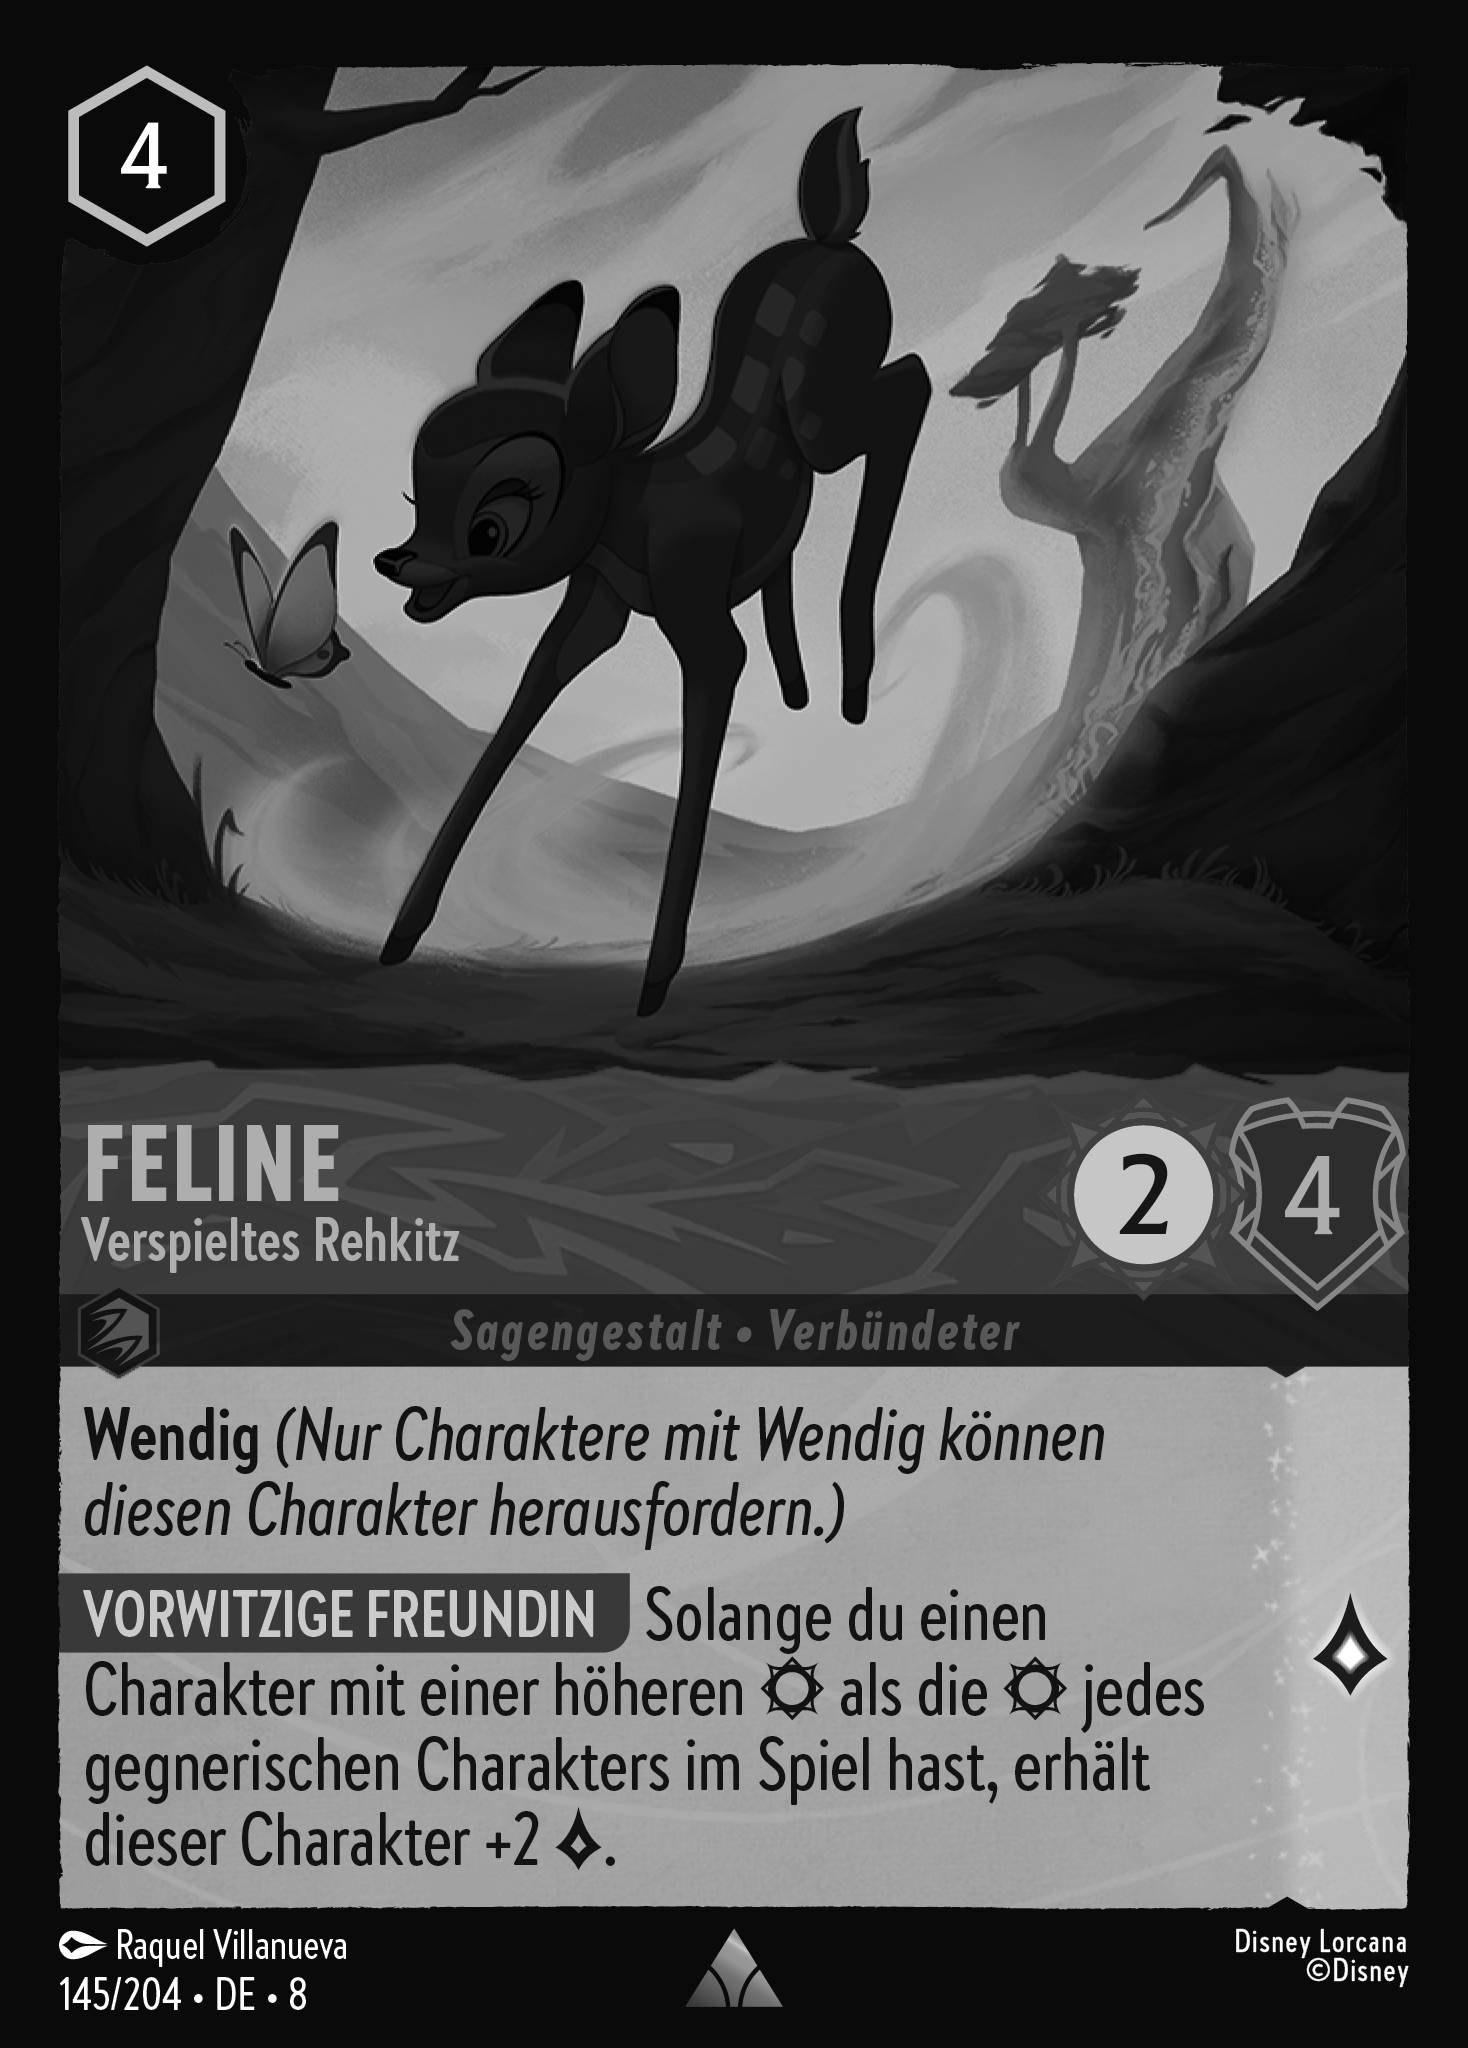 4
FELINE
Verspieltes Rehkitz
2 4
Sagengestalt • Verbündeter
Wendig (Nur Charaktere mit Wendig können
diesen Charakter herausfordern.)
VORWITZIGE FREUNDIN Solange du einen
Charakter mit einer höheren als die jedes
gegnerischen Charakters im Spiel hast, erhält
dieser Charakter +2 .
Raquel Villanueva
145/204 • DE • 8
Disney Lorcana
©Disney